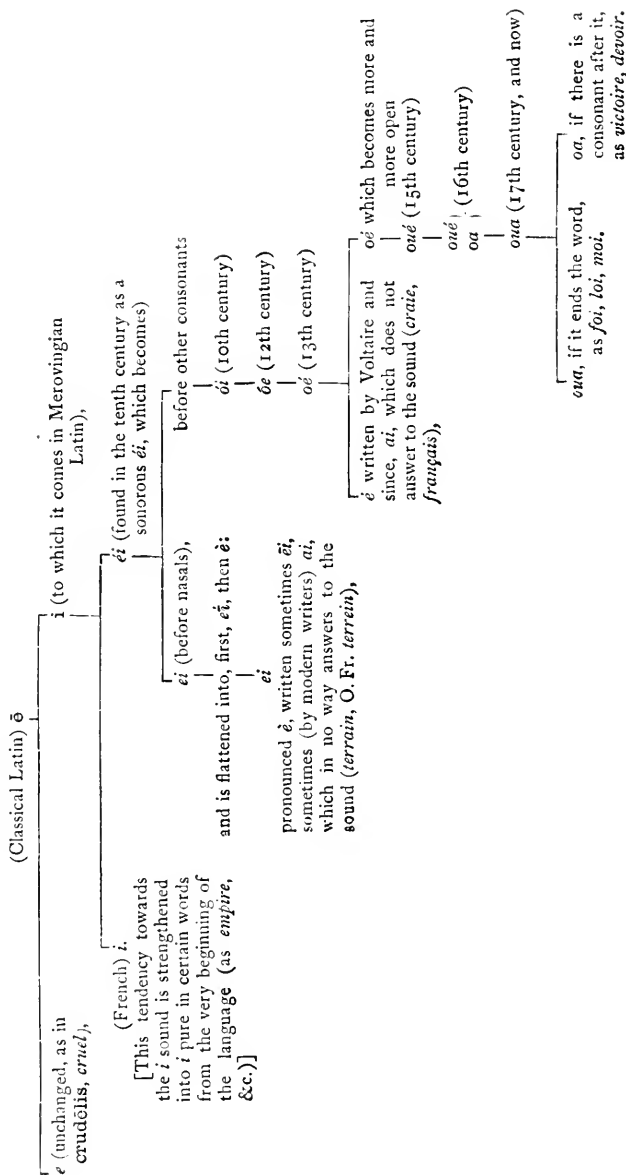 (Classical Latin) ē
e (unchanged, as in
crudēlis, cruel),
i (to which it comes in Merovingian
Latin),
(French) i.
[This tendency towards
the i sound is strengthened
into i pure in certain words
from the very beginning of
the language (as empire,
&c.)]
éi (found in the tenth century as a
sonorous éi, which becomes)
ei (before nasals),
and is flattened into, first, eï, then è:
ei
pronounced è, written sometimes ēi,
sometimes (by modern writers) ai,
which in no way answers to the
sound (terrain, O. Fr. terrein),
before other consonants
ói (10th century)
óe (12th century)
oé (13th century)
é written by Voltaire and
since, ai, which does not
answer to the sound (craie,
français),
oé which becomes more and
more open
oué (15th century)
oué } (16th century)
oa
oua (17th century, and now)
oua, if it ends the word,
as foi, loi, moi.
oa, if there is a
consonant after it,
as victoire, devoir.